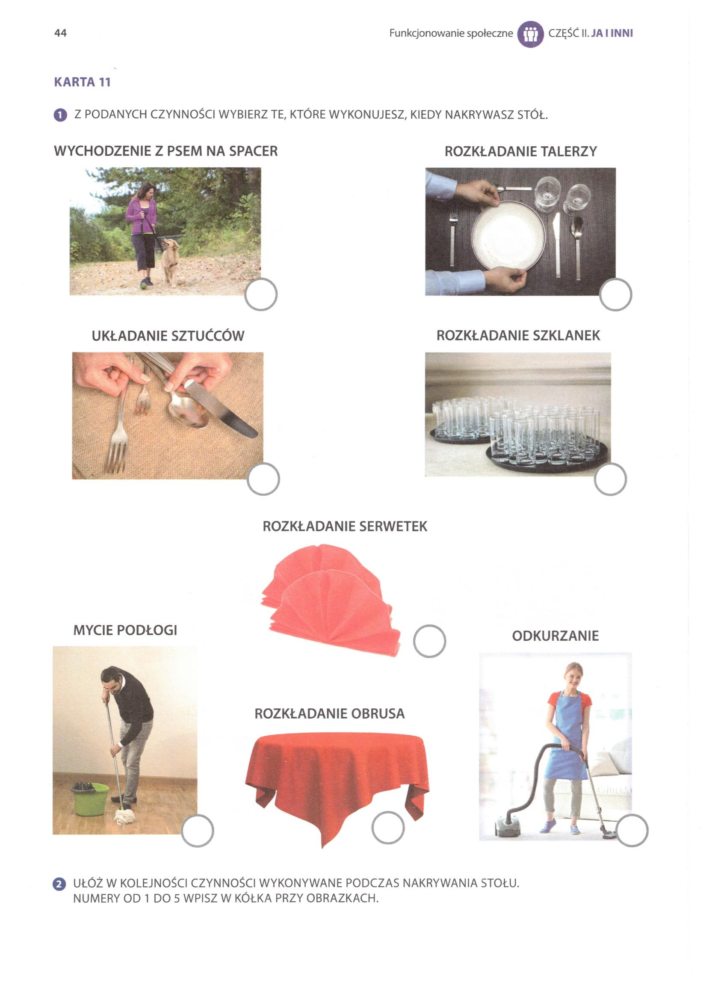 44
Funkcjonowanie społeczne CZĘŚĆ II. JA I INNI
KARTA 11
1 Z PODANYCH CZYNNOŚCI WYBIERZ TE, KTÓRE WYKONUJESZ, KIEDY NAKRYWASZ STÓŁ.
WYCHODZENIE Z PSEM NA SPACER
ROZKŁADANIE TALERZY
UKŁADANIE SZTUĆCÓW
ROZKŁADANIE SZKLANEK
ROZKŁADANIE SERWETEK
MYCIE PODŁOGI
ODKURZANIE
ROZKŁADANIE OBRUSA
2 UŁÓŻ W KOLEJNOŚCI CZYNNOŚCI WYKONYWANE PODCZAS NAKRYWANIA STOŁU.
NUMERY OD 1 DO 5 WPISZ W KÓŁKA PRZY OBRAZKACH.